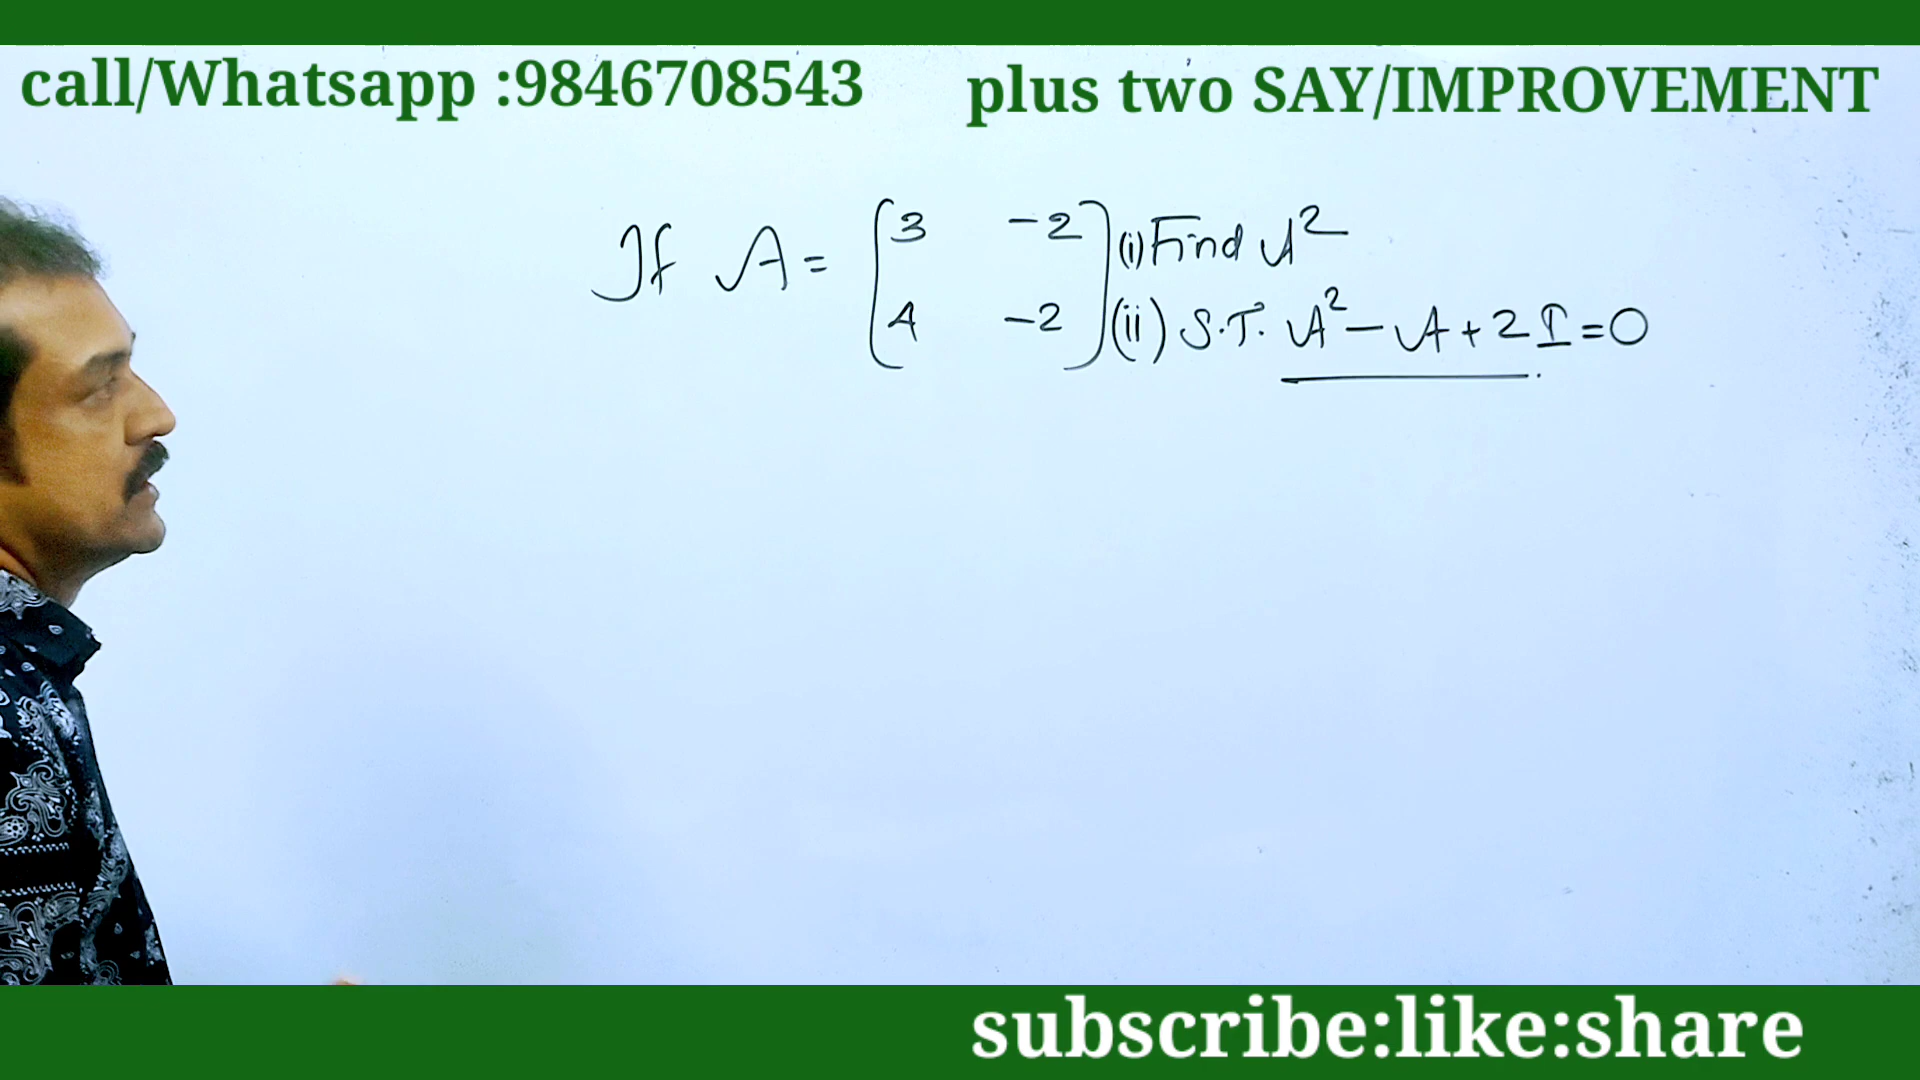 call/Whatsapp :9846708543 plus two SAY/IMPROVEMENT
If A = [3 -2
4 -2] (i) Find A²
(ii) S.T. A² - A + 2I = 0
subscribe:like:share